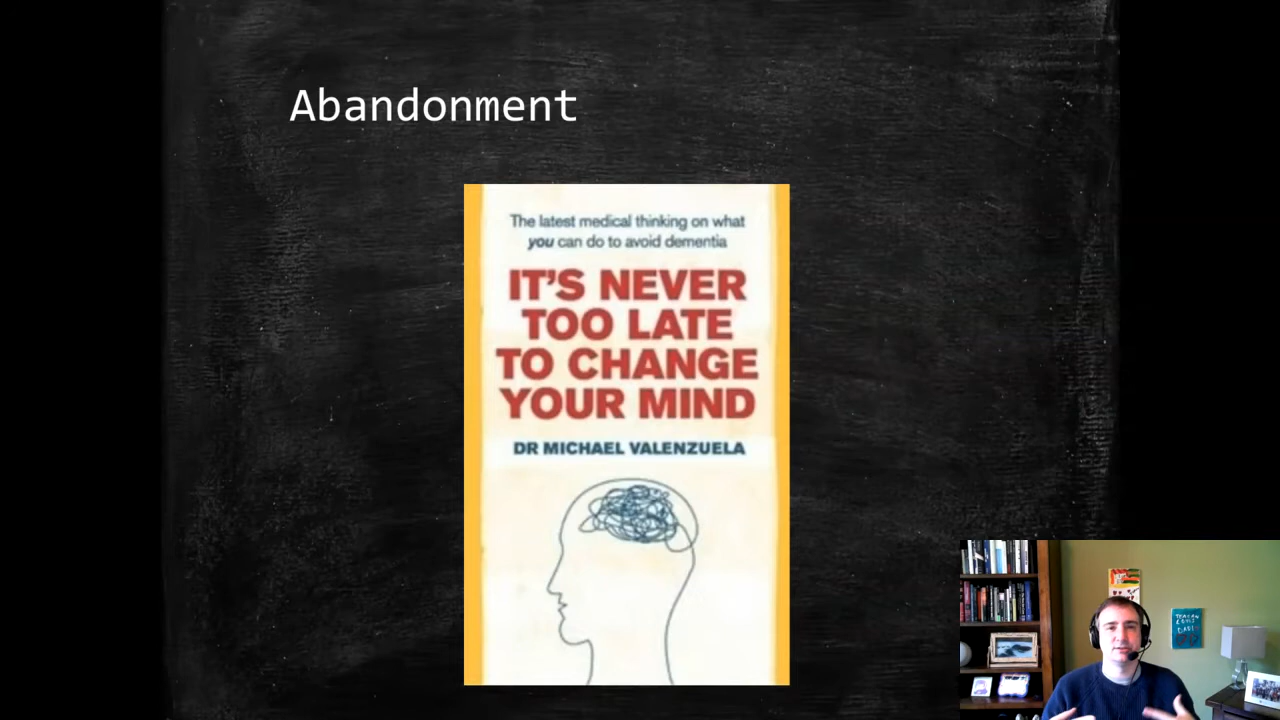 Abandonment
The latest medical thinking on what
you can do to avoid dementia
IT'S NEVER
TOO LATE
TO CHANGE
YOUR MIND
DR MICHAEL VALENZUELA